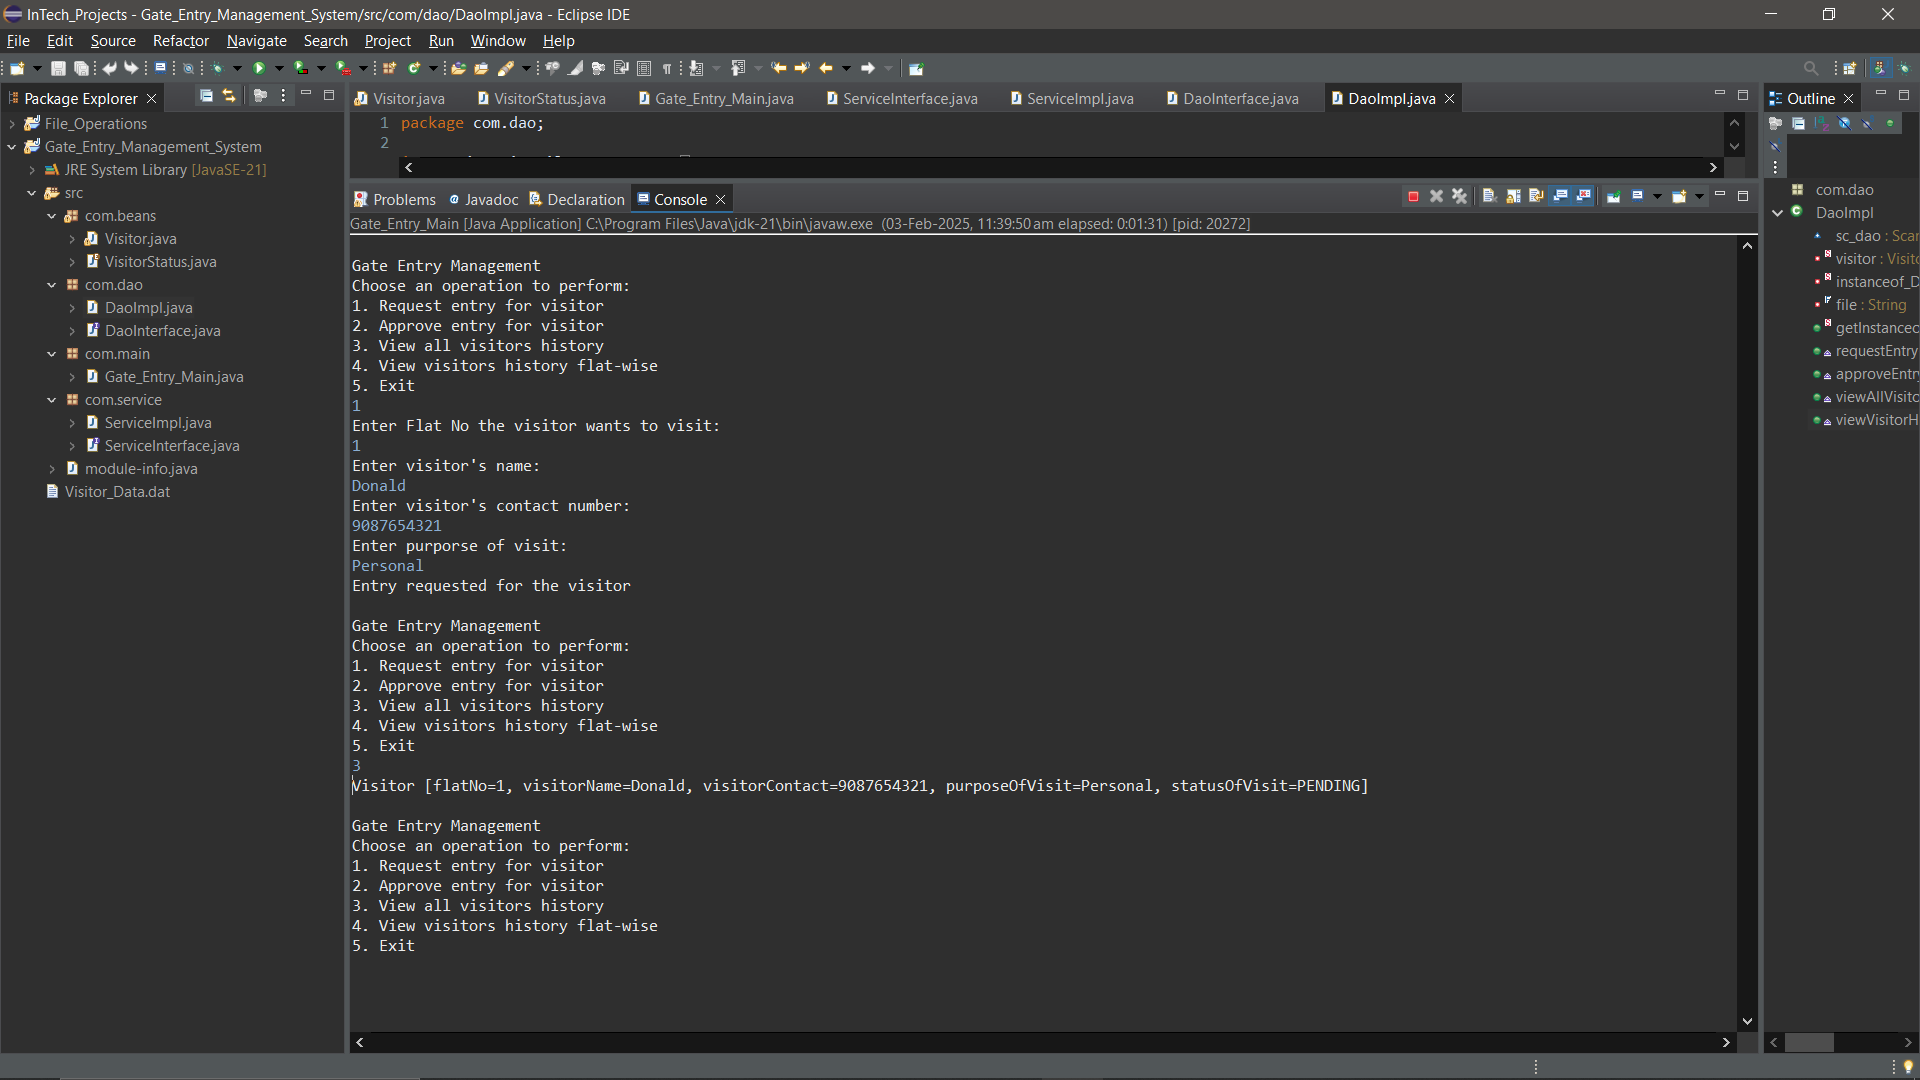 InTech_Projects - Gate_Entry_Management_System/src/com/dao/DaoImpl.java - Eclipse IDE
File Edit Source Refactor Navigate Search Project Run Window Help
Package Explorer
File_Operations
Gate_Entry_Management_System
JRE System Library [JavaSE-21]
src
com.beans
Visitor.java
VisitorStatus.java
com.dao
DaoImpl.java
DaoInterface.java
com.main
Gate_Entry_Main.java
com.service
ServiceImpl.java
ServiceInterface.java
module-info.java
Visitor_Data.dat
Visitor.java VisitorStatus.java Gate_Entry_Main.java ServiceInterface.java ServiceImpl.java DaoInterface.java DaoImpl.java
1 package com.dao;
2
Problems Javadoc Declaration Console
Gate_Entry_Main [Java Application] C:\Program Files\Java\jdk-21\bin\javaw.exe (03-Feb-2025, 11:39:50 am elapsed: 0:01:31) [pid: 20272]
Gate Entry Management
Choose an operation to perform:
1. Request entry for visitor
2. Approve entry for visitor
3. View all visitors history
4. View visitors history flat-wise
5. Exit
1
Enter Flat No the visitor wants to visit:
1
Enter visitor's name:
Donald
Enter visitor's contact number:
9087654321
Enter purporse of visit:
Personal
Entry requested for the visitor
Gate Entry Management
Choose an operation to perform:
1. Request entry for visitor
2. Approve entry for visitor
3. View all visitors history
4. View visitors history flat-wise
5. Exit
3
Visitor [flatNo=1, visitorName=Donald, visitorContact=9087654321, purposeOfVisit=Personal, statusOfVisit=PENDING]
Gate Entry Management
Choose an operation to perform:
1. Request entry for visitor
2. Approve entry for visitor
3. View all visitors history
4. View visitors history flat-wise
5. Exit
Outline
com.dao
DaoImpl
sc_dao : Scar
visitor : Visito
instanceof_D
file : String
getInstanceo
requestEntry
approveEntry
viewAllVisito
viewVisitorH